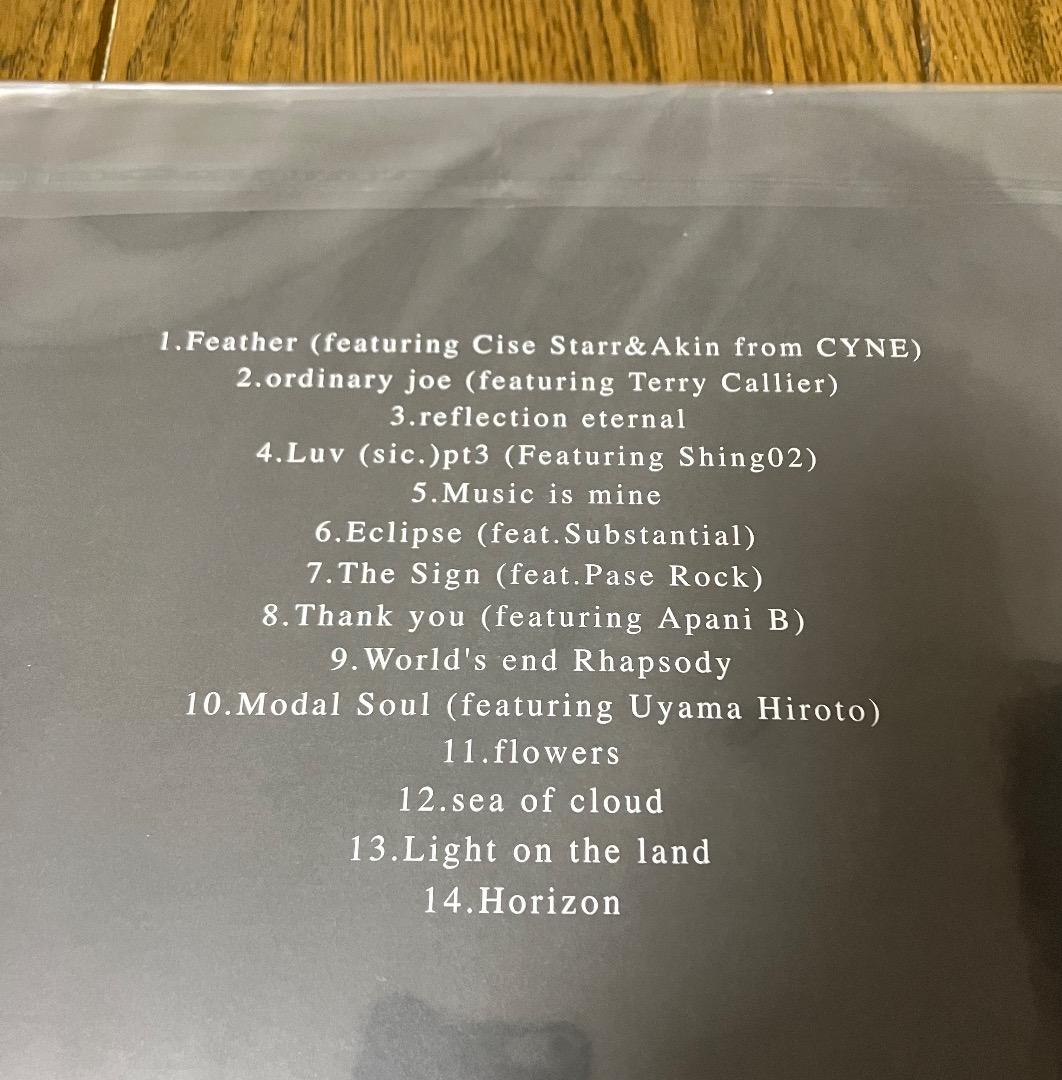 1.Feather (featuring Cise Starr&Akin from CYNE)
2.ordinary joe (featuring Terry Callier)
3.reflection eternal
4.Luv (sic.)pt3 (Featuring Shing02)
5.Music is mine
6.Eclipse (feat.Substantial)
7.The Sign (feat.Pase Rock)
8.Thank you (featuring Apani B)
9.World's end Rhapsody
10.Modal Soul (featuring Uyama Hiroto)
11.flowers
12.sea of cloud
13.Light on the land
14.Horizon